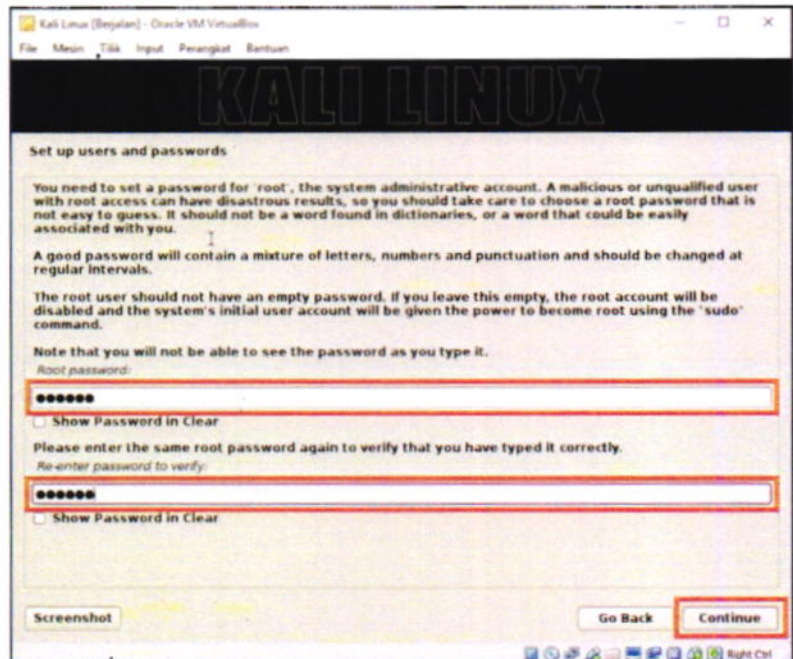 Kali Linux [Berjalan] - Oracle VM VirtualBox
File Mesin Tilik Input Perangkat Bantuan
KALI LINUX
Set up users and passwords
You need to set a password for 'root', the system administrative account. A malicious or unqualified user
with root access can have disastrous results, so you should take care to choose a root password that is
not easy to guess. It should not be a word found in dictionaries, or a word that could be easily
associated with you.
A good password will contain a mixture of letters, numbers and punctuation and should be changed at
regular intervals.
The root user should not have an empty password. If you leave this empty, the root account will be
disabled and the system's initial user account will be given the power to become root using the "sudo"
command.
Note that you will not be able to see the password as you type it.
Root password:
●●●●●●
Show Password in Clear
Please enter the same root password again to verify that you have typed it correctly.
Re-enter password to verify:
●●●●●●
Show Password in Clear
Screenshot Go Back Continue
Right Ctrl